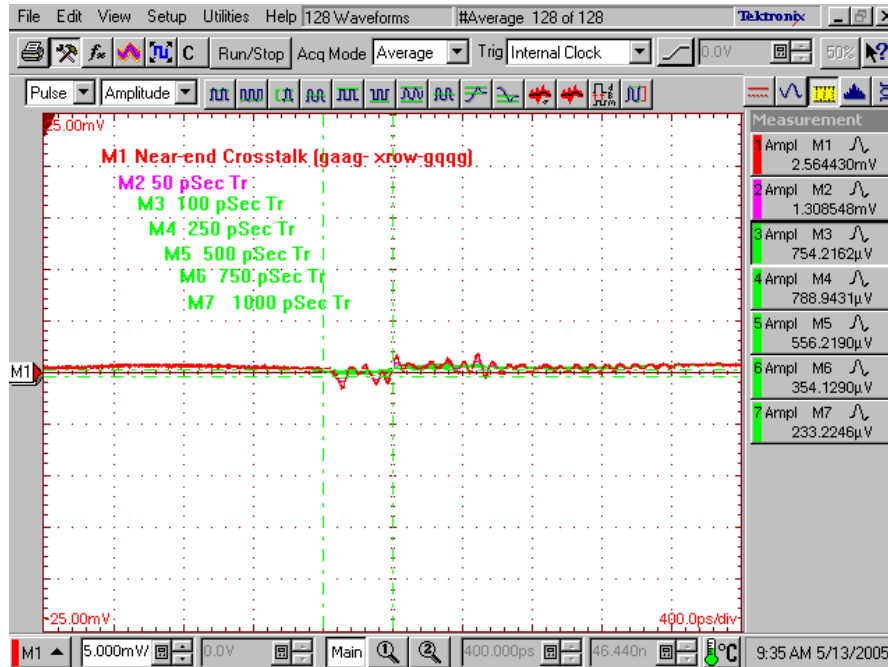 File Edit View Setup Utilities Help 128 Waveforms #Average 128 of 128 Tektronix
C Run/Stop Acq Mode Average Trig Internal Clock 0.0V 50%
Pulse Amplitude
25.00mV
M1 Near-end Crosstalk (gaag- xrow-gqqg)
M2 50 pSec Tr
M3 100 pSec Tr
M4 250 pSec Tr
M5 500 pSec Tr
M6 750 pSec Tr
M7 1000 pSec Tr
M1
-25.00mV
400.0ps/div
Measurement
1 Ampl M1
2.564430mV
2 Ampl M2
1.308548mV
3 Ampl M3
754.2162µV
4 Ampl M4
788.9431µV
5 Ampl M5
556.2190µV
6 Ampl M6
354.1290µV
7 Ampl M7
233.2246µV
M1 5.000mV/ 0.0V Main 1 2 400.000ps 46.440n °C 9:35 AM 5/13/2005